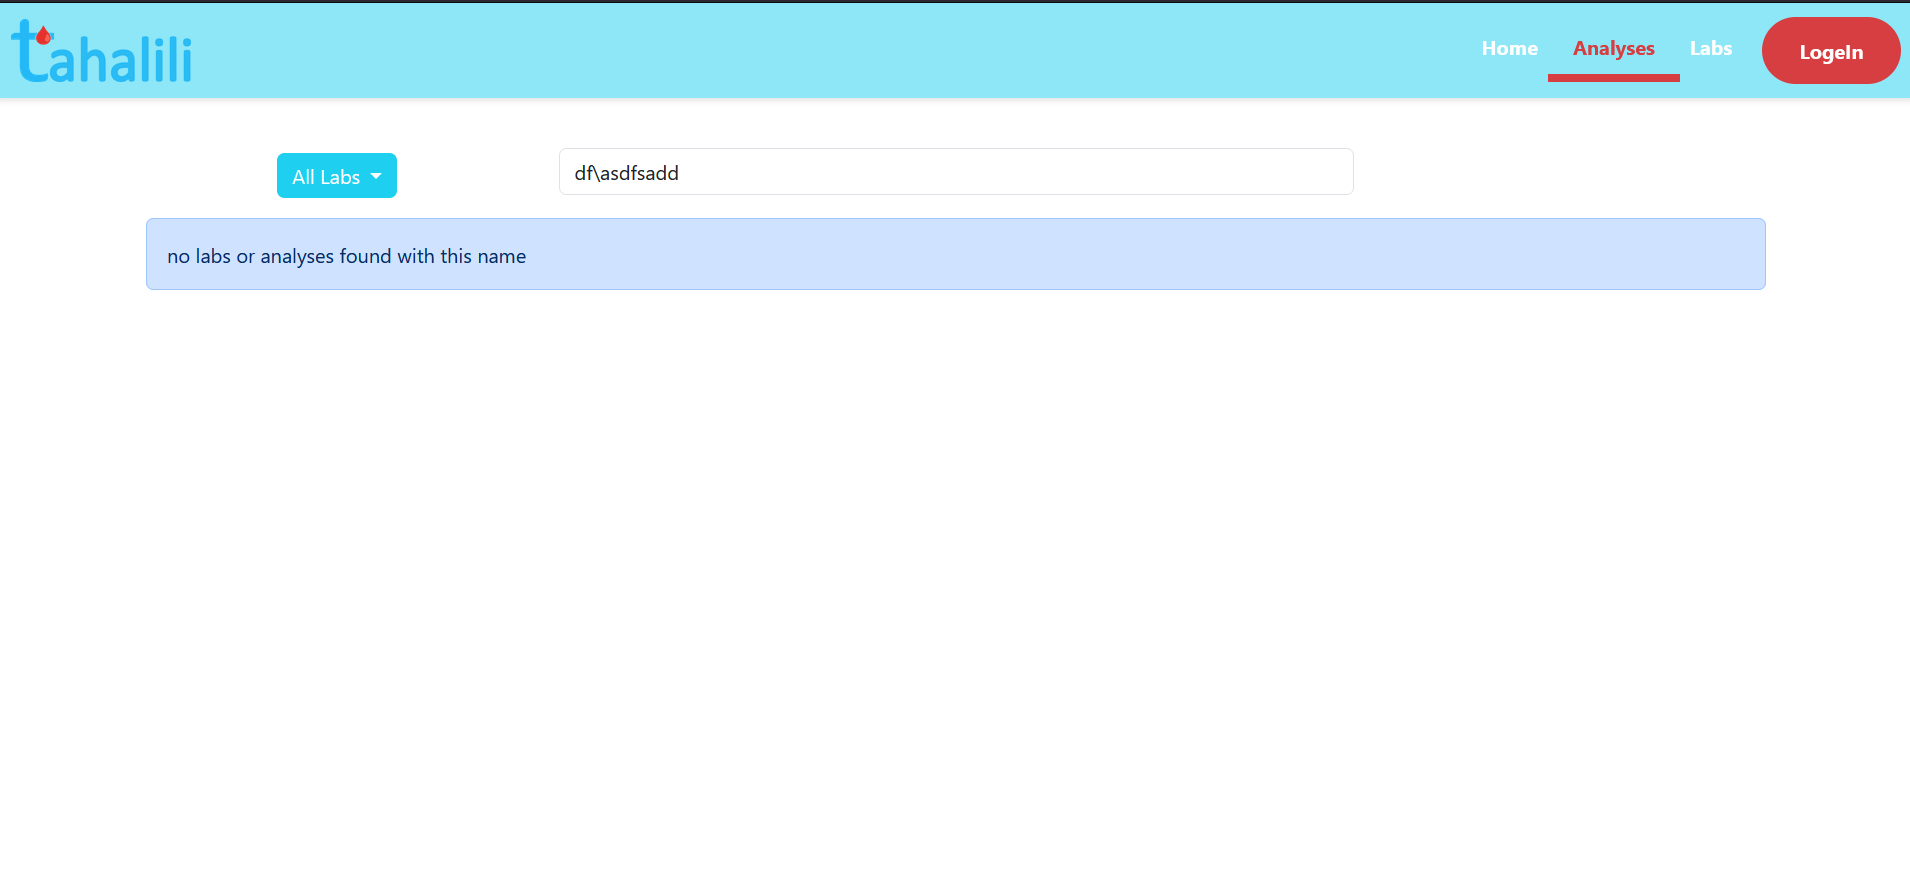 tahalili
Home Analyses Labs LogeIn
All Labs
df\asdfsadd
no labs or analyses found with this name